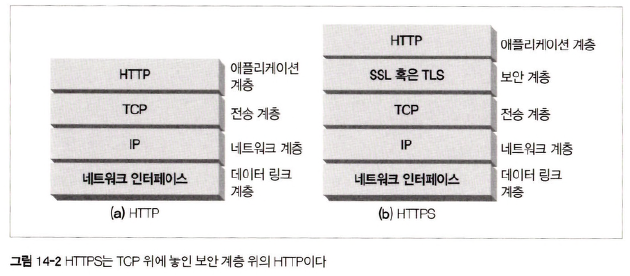 HTTP
애플리케이션
계층
TCP
전송 계층
IP
네트워크 계층
네트워크 인터페이스
데이터 링크
계층
(a) HTTP
HTTP
애플리케이션 계층
SSL 혹은 TLS
보안 계층
TCP
전송 계층
IP
네트워크 계층
네트워크 인터페이스
데이터 링크
계층
(b) HTTPS
그림 14-2 HTTPS는 TCP 위에 놓인 보안 계층 위의 HTTP이다